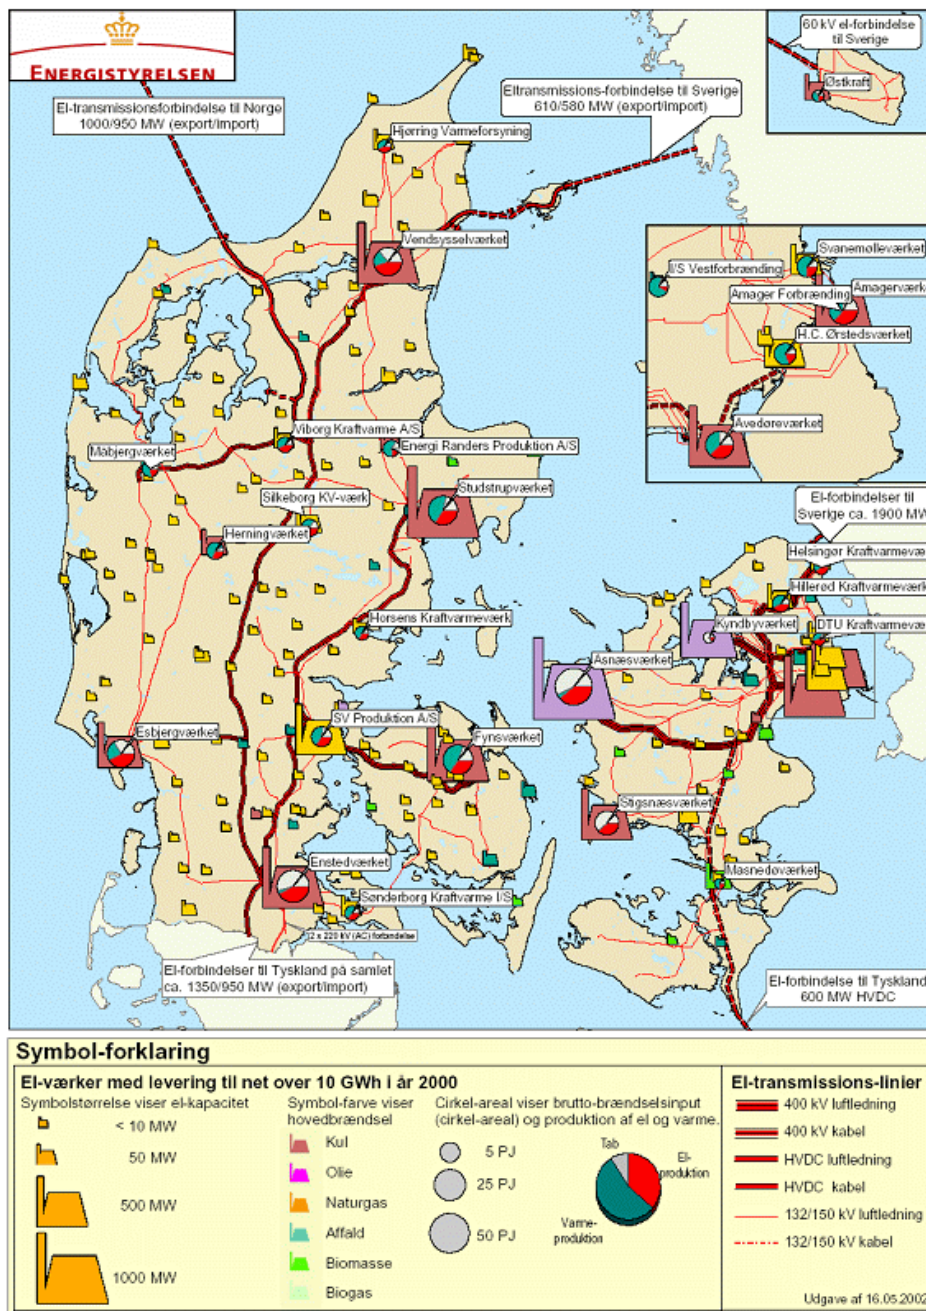 ENERGISTYRELSEN
60 kV el-forbindelse
til Sverige
Østkraft
El-transmissionsforbindelse til Norge
1000/950 MW (export/import)
Eltransmissions-forbindelse til Sverige
610/580 MW (export/import)
Hjørring Varmeforsyning
Vendsysselværket
Svanemølleværket
I/S Vestforbrænding
Amagerværke
Amager Forbrænding
H.C. Ørstedsværket
Avedøreværket
Viborg Kraftvarme A/S
Energi Randers Produktion A/S
Måbjergværket
Studstrupværket
Silkeborg KV-værk
Herningværket
El-forbindelser til
Sverige ca. 1900 MW
Helsingør Kraftvarmeværk
Hillerød Kraftvarmeværk
Horsens Kraftvarmeværk
Kyndbyværket
DTU Kraftvarmevær
Asnæsværket
SV Produktion A/S
Esbjergværket
Fynsværket
Stigsnæsværket
Enstedværket
Masnedøværket
Sønderborg Kraftvarme I/S
2 x 220 kV (AC) forbindelse
El-forbindelser til Tyskland på samlet
ca. 1350/950 MW (export/import)
El-forbindelse til Tyskland
600 MW HVDC
Symbol-forklaring
El-værker med levering til net over 10 GWh i år 2000
Symbolstørrelse viser el-kapacitet
< 10 MW
50 MW
500 MW
1000 MW
Symbol-farve viser
hovedbrændsel
Kul
Olie
Naturgas
Affald
Biomasse
Biogas
Cirkel-areal viser brutto-brændselsinput
(cirkel-areal) og produktion af el og varme.
5 PJ
25 PJ
50 PJ
Tab
El-
produktion
Varme-
produktion
El-transmissions-linier
400 kV luftledning
400 kV kabel
HVDC luftledning
HVDC kabel
132/150 kV luftledning
132/150 kV kabel
Udgave af 16.05.2002